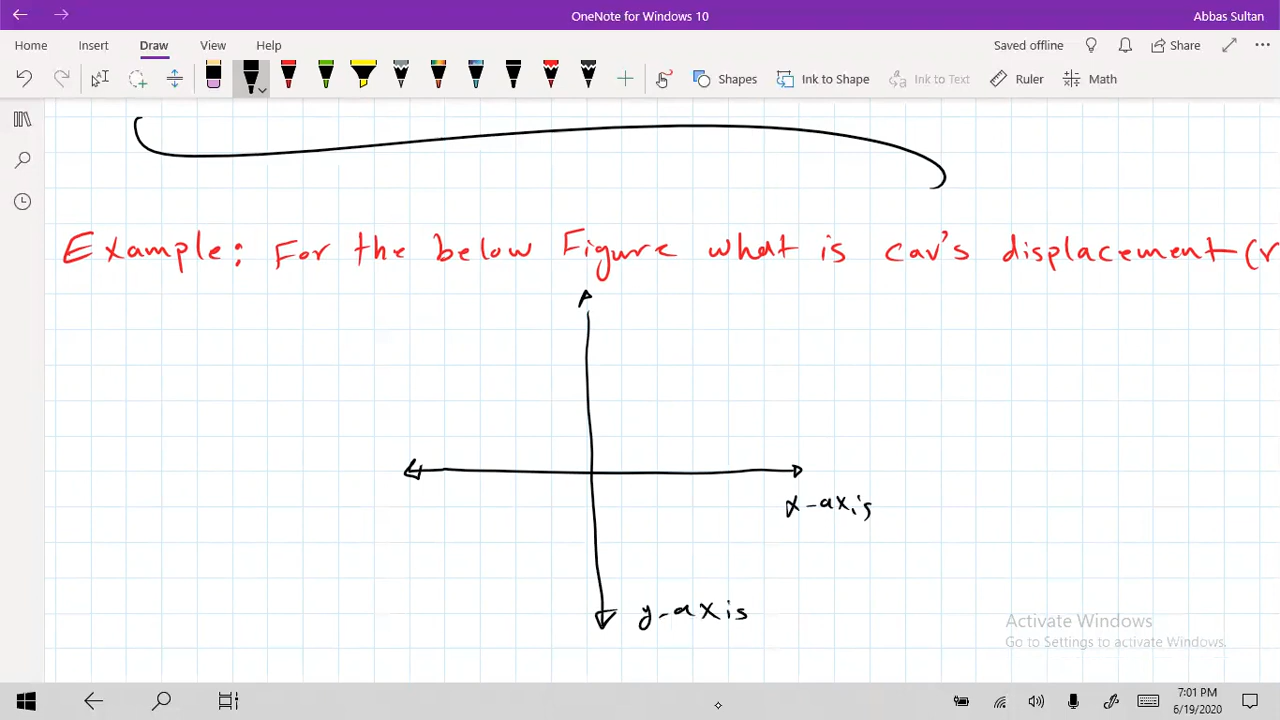 OneNote for Windows 10
Abbas Sultan
Home Insert Draw View Help
Saved offline Share
Shapes Ink to Shape Ink to Text Ruler Math
Example: For the below Figure what is car's displacement (r
x-axis
y-axis
Activate Windows
Go to Settings to activate Windows.
7:01 PM
6/19/2020